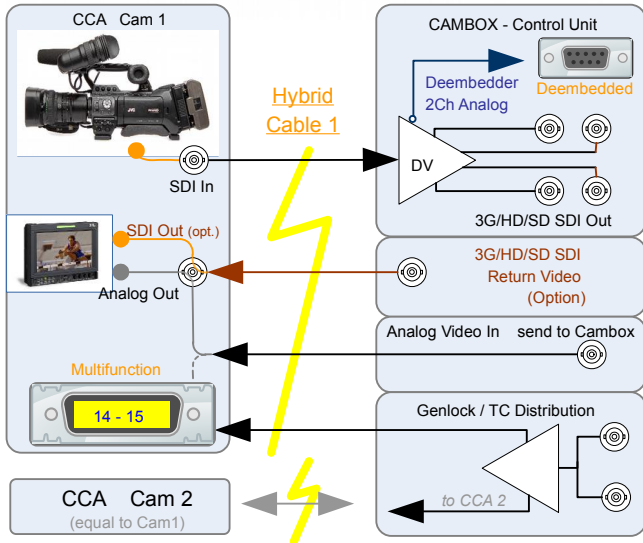 CCA Cam 1
SDI In
SDI Out (opt.)
Analog Out
Multifunction
14 - 15
CCA Cam 2
(equal to Cam1)
Hybrid
Cable 1
CAMBOX - Control Unit
Deembedder
2Ch Analog
Deembedded
DV
3G/HD/SD SDI Out
3G/HD/SD SDI
Return Video
(Option)
Analog Video In send to Cambox
Genlock / TC Distribution
to CCA 2